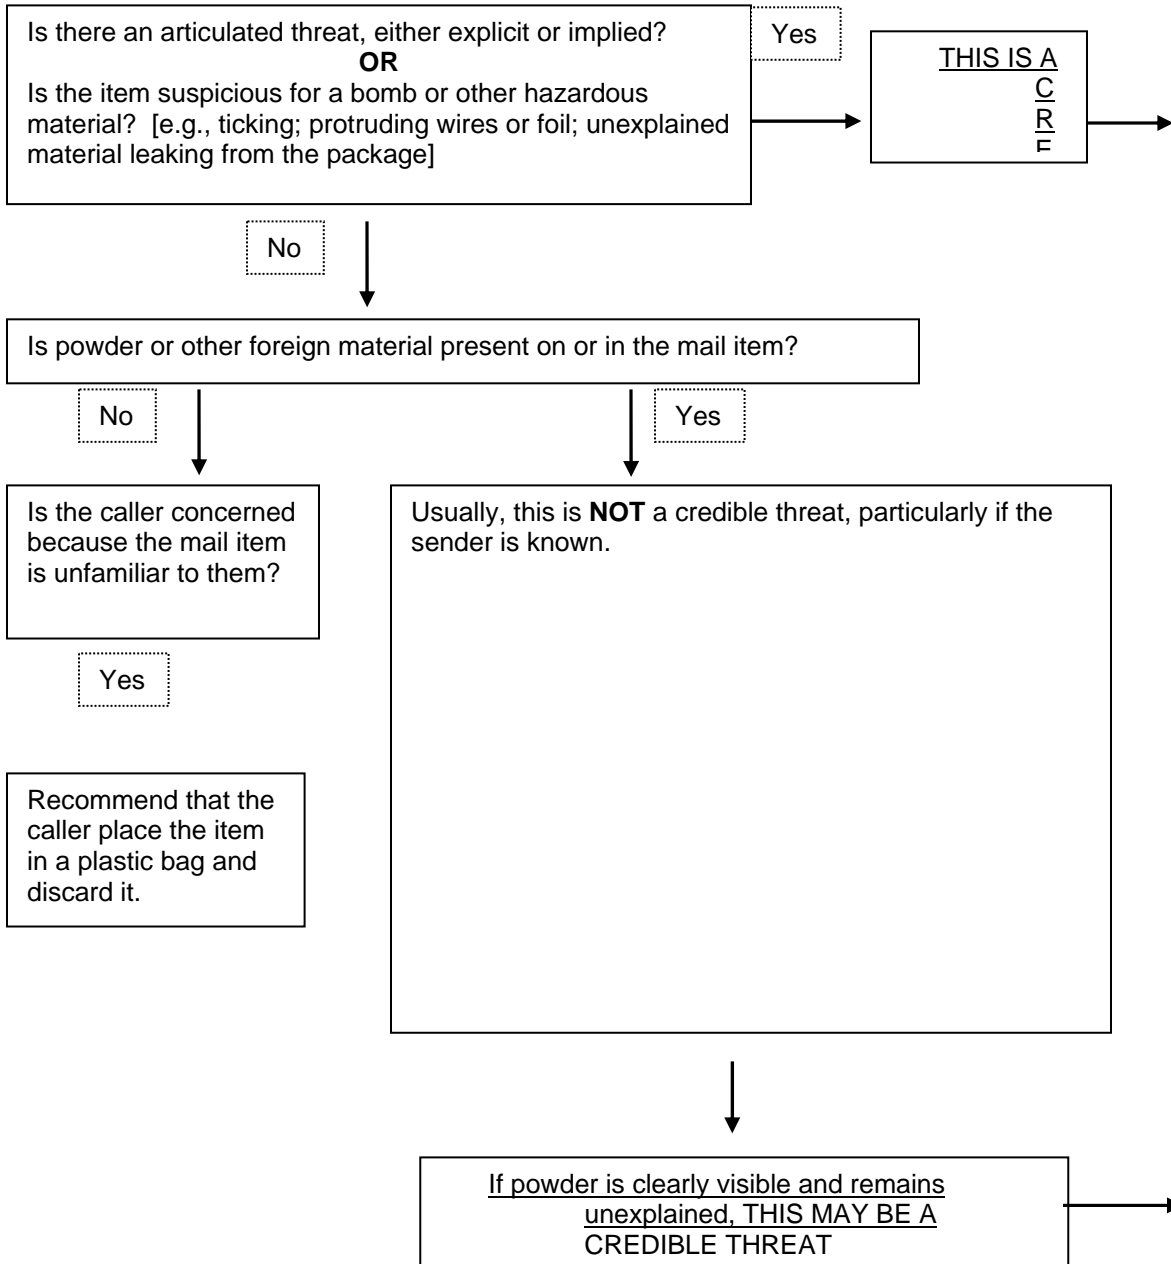 Is there an articulated threat, either explicit or implied?
OR
Is the item suspicious for a bomb or other hazardous
material?  [e.g., ticking; protruding wires or foil; unexplained
material leaking from the package]
Yes
THIS IS A
C
R
E
No
Is powder or other foreign material present on or in the mail item?
No
Yes
Is the caller concerned
because the mail item
is unfamiliar to them?
Usually, this is NOT a credible threat, particularly if the
sender is known.
Yes
Recommend that the
caller place the item
in a plastic bag and
discard it.
If powder is clearly visible and remains
unexplained, THIS MAY BE A
CREDIBLE THREAT